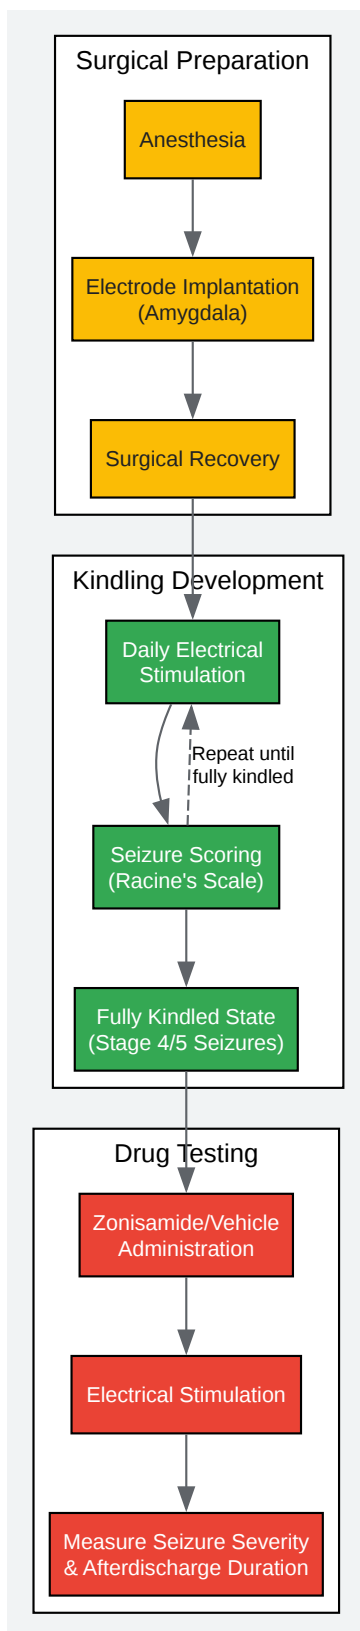 Surgical Preparation
Anesthesia
Electrode Implantation
(Amygdala)
Surgical Recovery
Kindling Development
Daily Electrical
Stimulation
Repeat until
fully kindled
Seizure Scoring
(Racine's Scale)
Fully Kindled State
(Stage 4/5 Seizures)
Drug Testing
Zonisamide/Vehicle
Administration
Electrical Stimulation
Measure Seizure Severity
& Afterdischarge Duration